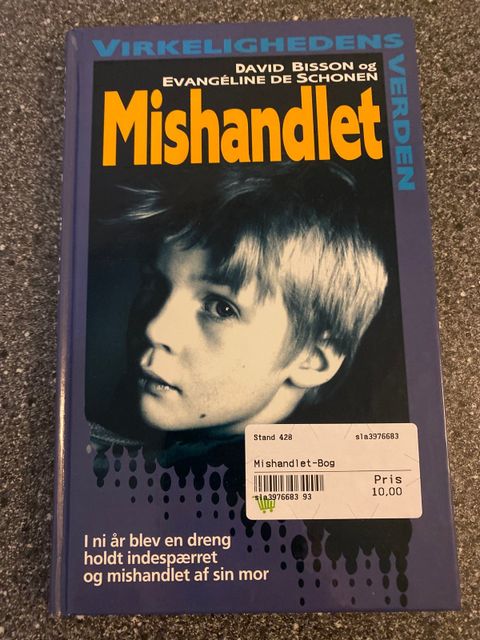 VIRKELIGHEDENS
VERDEN
DAVID BISSON OG
EVANGÉLINE DE SCHONEN
Mishandlet
Stand 428 sla3976683
Mishandlet-Bog
Pris
10,00
sla3976683 93
I ni år blev en dreng
holdt indespærret
og mishandlet af sin mor